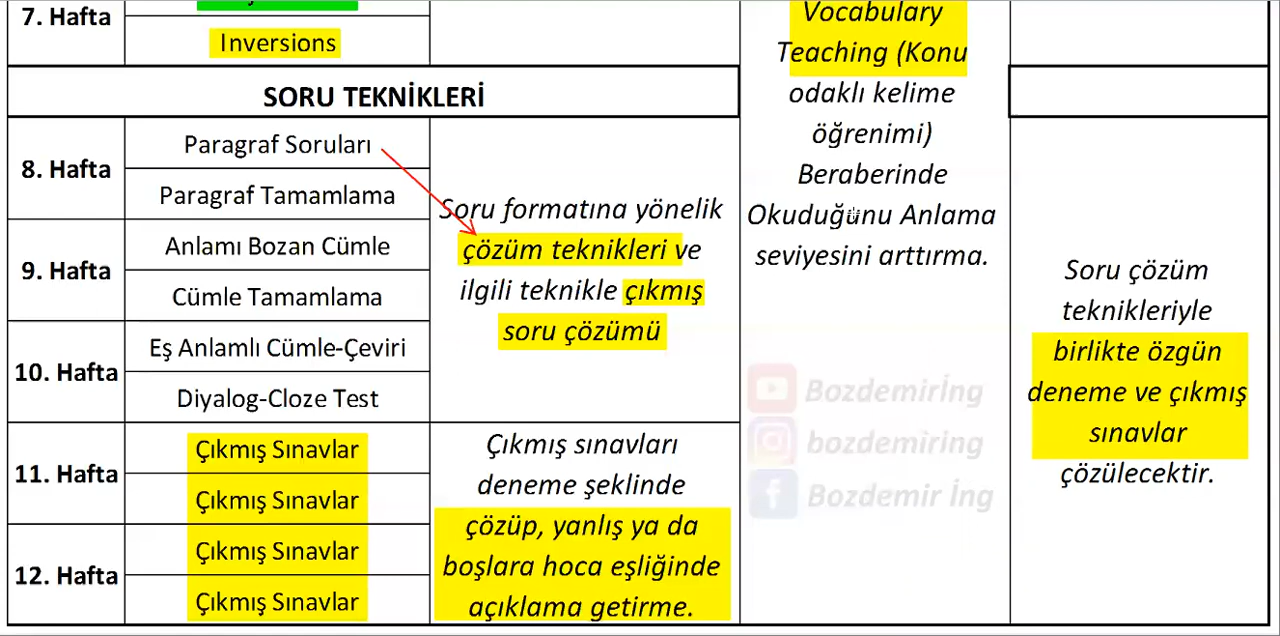 7. Hafta
Inversions
SORU TEKNİKLERİ
8. Hafta
Paragraf Soruları
Paragraf Tamamlama
9. Hafta
Anlamı Bozan Cümle
Cümle Tamamlama
10. Hafta
Eş Anlamlı Cümle-Çeviri
Diyalog-Cloze Test
11. Hafta
Çıkmış Sınavlar
Çıkmış Sınavlar
12. Hafta
Çıkmış Sınavlar
Çıkmış Sınavlar
Soru formatına yönelik
çözüm teknikleri ve
ilgili teknikle çıkmış
soru çözümü
Çıkmış sınavları
deneme şeklinde
çözüp, yanlış ya da
boşlara hoca eşliğinde
açıklama getirme.
Vocabulary
Teaching (Konu
odaklı kelime
öğrenimi)
Beraberinde
Okuduğunu Anlama
seviyesini arttırma.
Bozdemirİng
bozdemiring
Bozdemir İng
Soru çözüm
teknikleriyle
birlikte özgün
deneme ve çıkmış
sınavlar
çözülecektir.